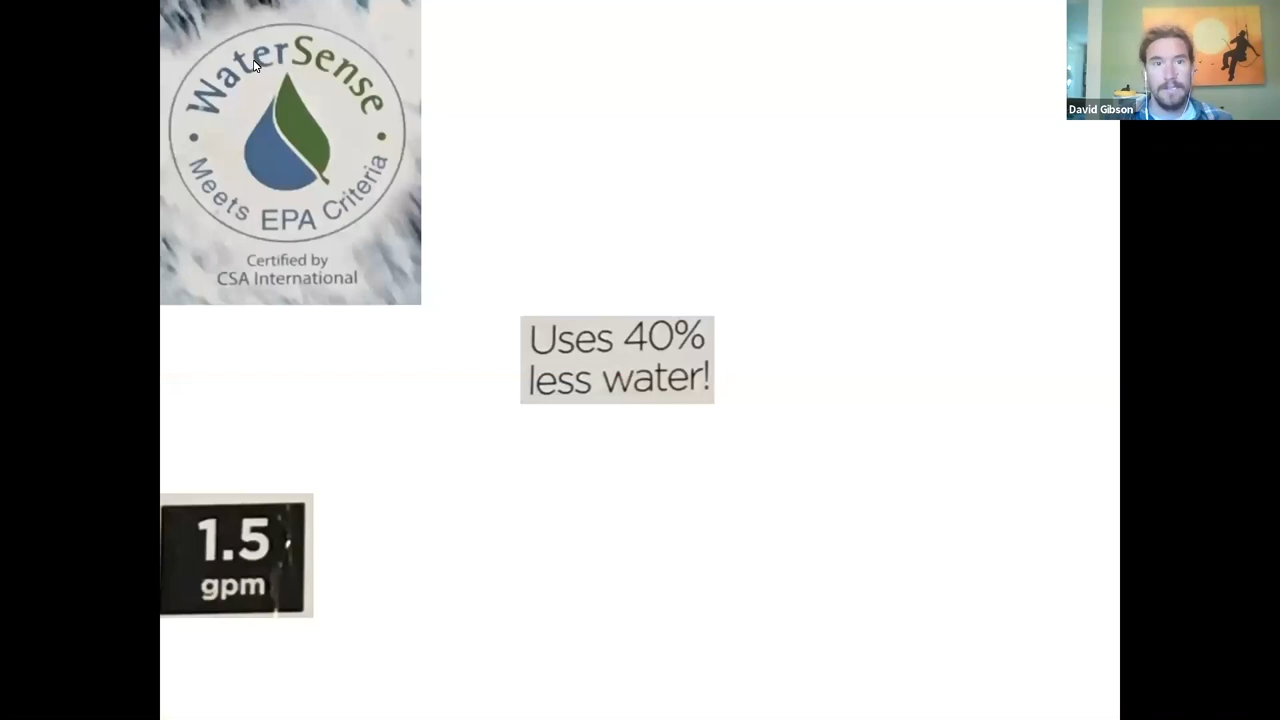 WaterSense
• Meets EPA Criteria •
Certified by
CSA International
David Gibson
Uses 40%
less water!
1.5
gpm